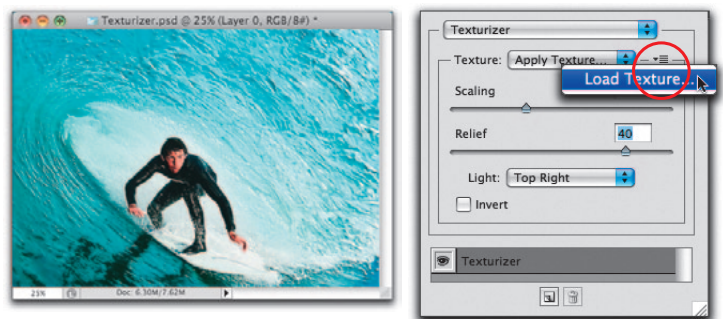 Texturizer.psd @ 25% (Layer 0, RGB/8#) *
25%
Doc: 6.30M/7.62M
Texturizer
Texture: Apply Texture...
Load Texture...
Scaling
Relief
40
Light: Top Right
Invert
Texturizer